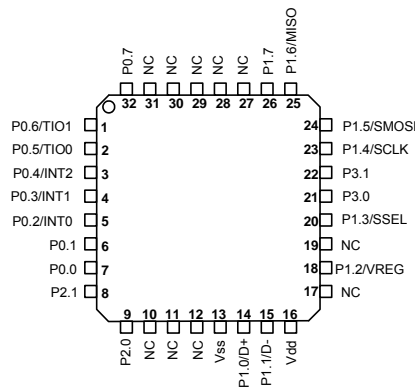 P0.7
NC
NC
NC
NC
NC
P1.7
P1.6/MISO
32
31
30
29
28
27
26
25
P0.6/TIO1
1
P0.5/TIO0
2
P0.4/INT2
3
P0.3/INT1
4
P0.2/INT0
5
P0.1
6
P0.0
7
P2.1
8
24
P1.5/SMOSI
23
P1.4/SCLK
22
P3.1
21
P3.0
20
P1.3/SSEL
19
NC
18
P1.2/VREG
17
NC
9
10
11
12
13
14
15
16
P2.0
NC
NC
NC
Vss
P1.0/D+
P1.1/D-
Vdd